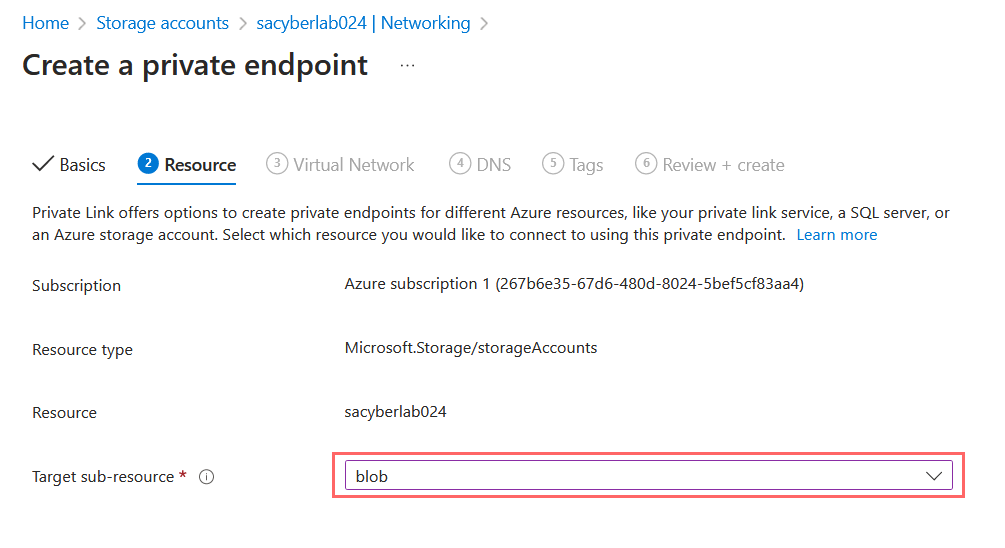 Home > Storage accounts > sacyberlab024 | Networking >
Create a private endpoint ...
Basics 2 Resource 3 Virtual Network 4 DNS 5 Tags 6 Review + create
Private Link offers options to create private endpoints for different Azure resources, like your private link service, a SQL server, or
an Azure storage account. Select which resource you would like to connect to using this private endpoint. Learn more
Subscription Azure subscription 1 (267b6e35-67d6-480d-8024-5bef5cf83aa4)
Resource type Microsoft.Storage/storageAccounts
Resource sacyberlab024
Target sub-resource * blob